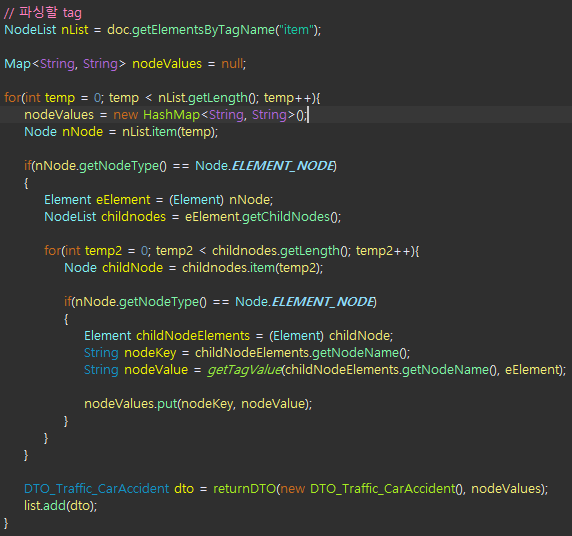 // 파싱할 tag
NodeList nList = doc.getElementsByTagName("item");
Map<String, String> nodeValues = null;
for(int temp = 0; temp < nList.getLength(); temp++){
nodeValues = new HashMap<String, String>();
Node nNode = nList.item(temp);
if(nNode.getNodeType() == Node.ELEMENT_NODE)
{
Element eElement = (Element) nNode;
NodeList childnodes = eElement.getChildNodes();
for(int temp2 = 0; temp2 < childnodes.getLength(); temp2++){
Node childNode = childnodes.item(temp2);
if(nNode.getNodeType() == Node.ELEMENT_NODE)
{
Element childNodeElements = (Element) childNode;
String nodeKey = childNodeElements.getNodeName();
String nodeValue = getTagValue(childNodeElements.getNodeName(), eElement);
nodeValues.put(nodeKey, nodeValue);
}
}
}
DTO_Traffic_CarAccident dto = returnDTO(new DTO_Traffic_CarAccident(), nodeValues);
list.add(dto);
}